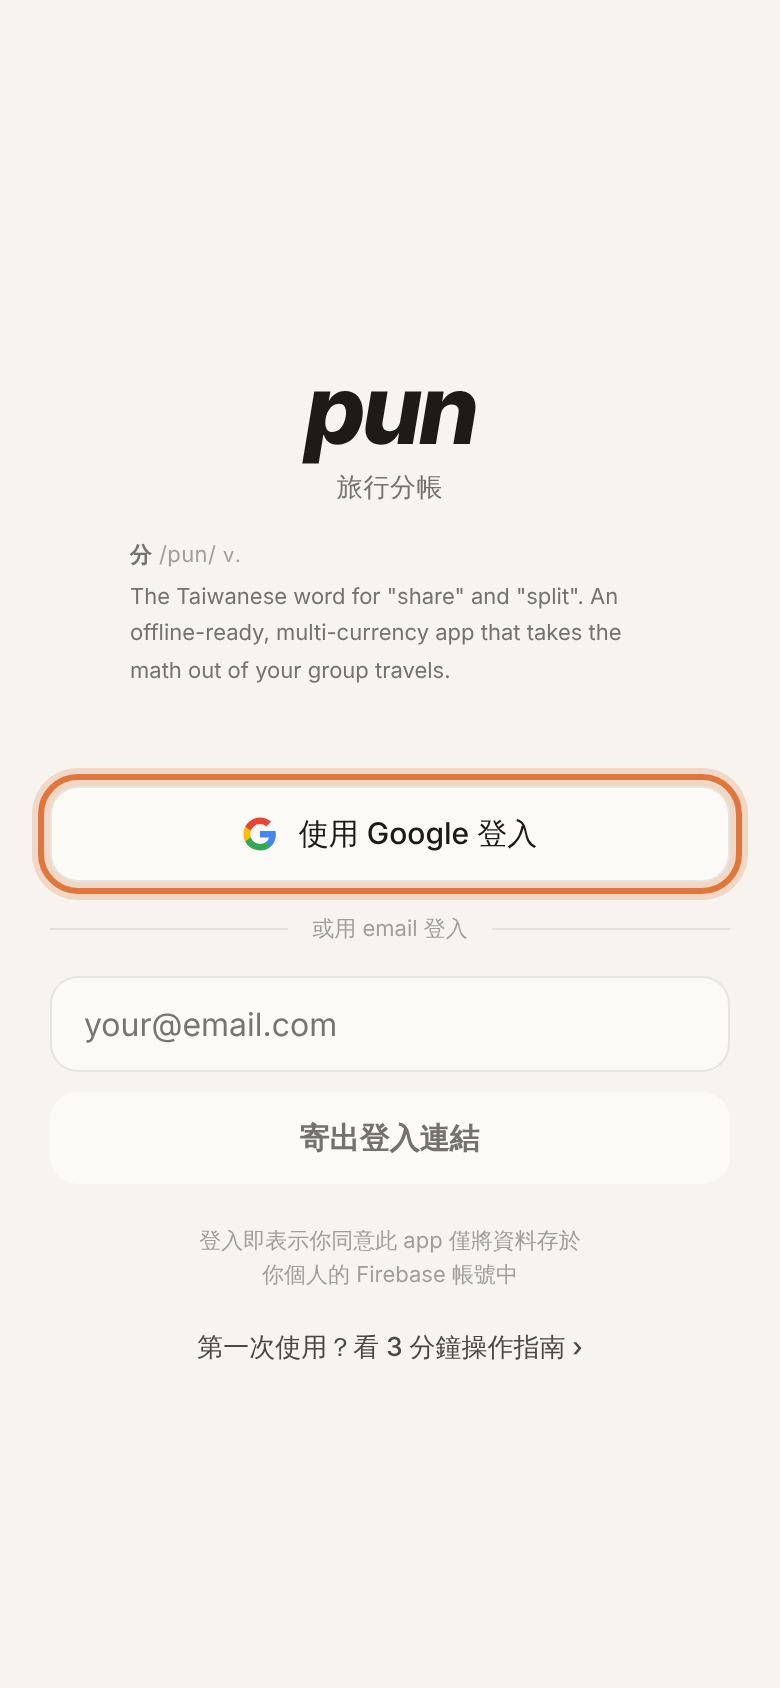 pun
旅行分帳
分 /pun/ v.
The Taiwanese word for "share" and "split". An
offline-ready, multi-currency app that takes the
math out of your group travels.
使用 Google 登入
或用 email 登入
your@email.com
寄出登入連結
登入即表示你同意此 app 僅將資料存於
你個人的 Firebase 帳號中
第一次使用？看 3 分鐘操作指南 ›